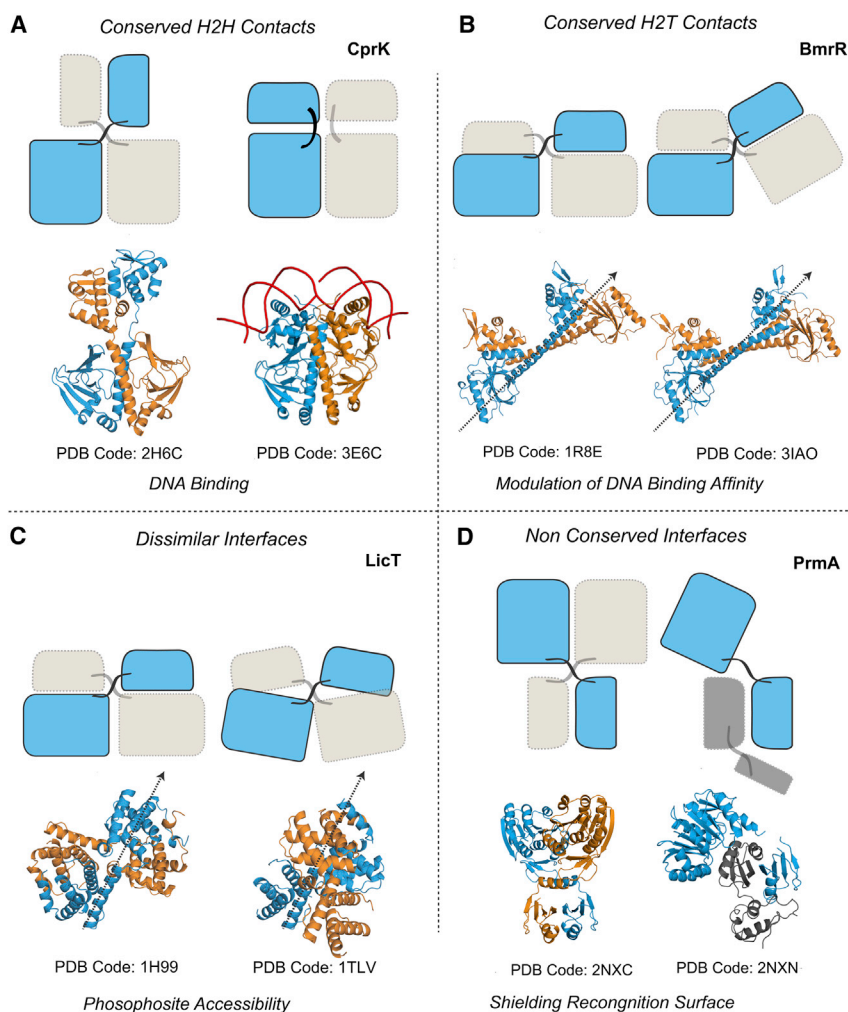 A
Conserved H2H Contacts
CprK
PDB Code: 2H6C
PDB Code: 3E6C
DNA Binding
B
Conserved H2T Contacts
BmrR
PDB Code: 1R8E
PDB Code: 3IAO
Modulation of DNA Binding Affinity
C
Dissimilar Interfaces
LicT
PDB Code: 1H99
PDB Code: 1TLV
Phosophosite Accessibility
D
Non Conserved Interfaces
PrmA
PDB Code: 2NXC
PDB Code: 2NXN
Shielding Recongnition Surface